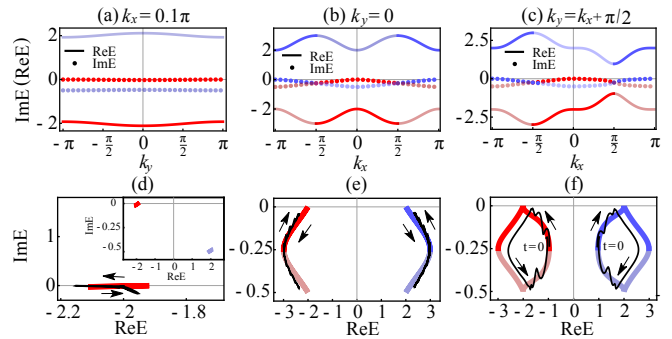 (a) kx = 0.1π
(b) ky = 0
(c) ky = kx + π/2
ImE (ReE)
2
0
-2
ReE
ImE
-π -π/2 0 π/2 π
ky
2
0
-2
ReE
ImE
-π -π/2 0 π/2 π
kx
2.5
0
-2.5
ReE
ImE
-π -π/2 0 π/2 π
kx
(d)
(e)
(f)
ImE
1
0
-2.2 -2 -1.8
ReE
ImE
0
-0.5
-2 -1 0 1 2
ReE
0
-0.25
-0.5
-3 -2 -1 0 1 2 3
ReE
0
-0.25
-0.5
t=0
t=0
-3 -2 -1 0 1 2 3
ReE